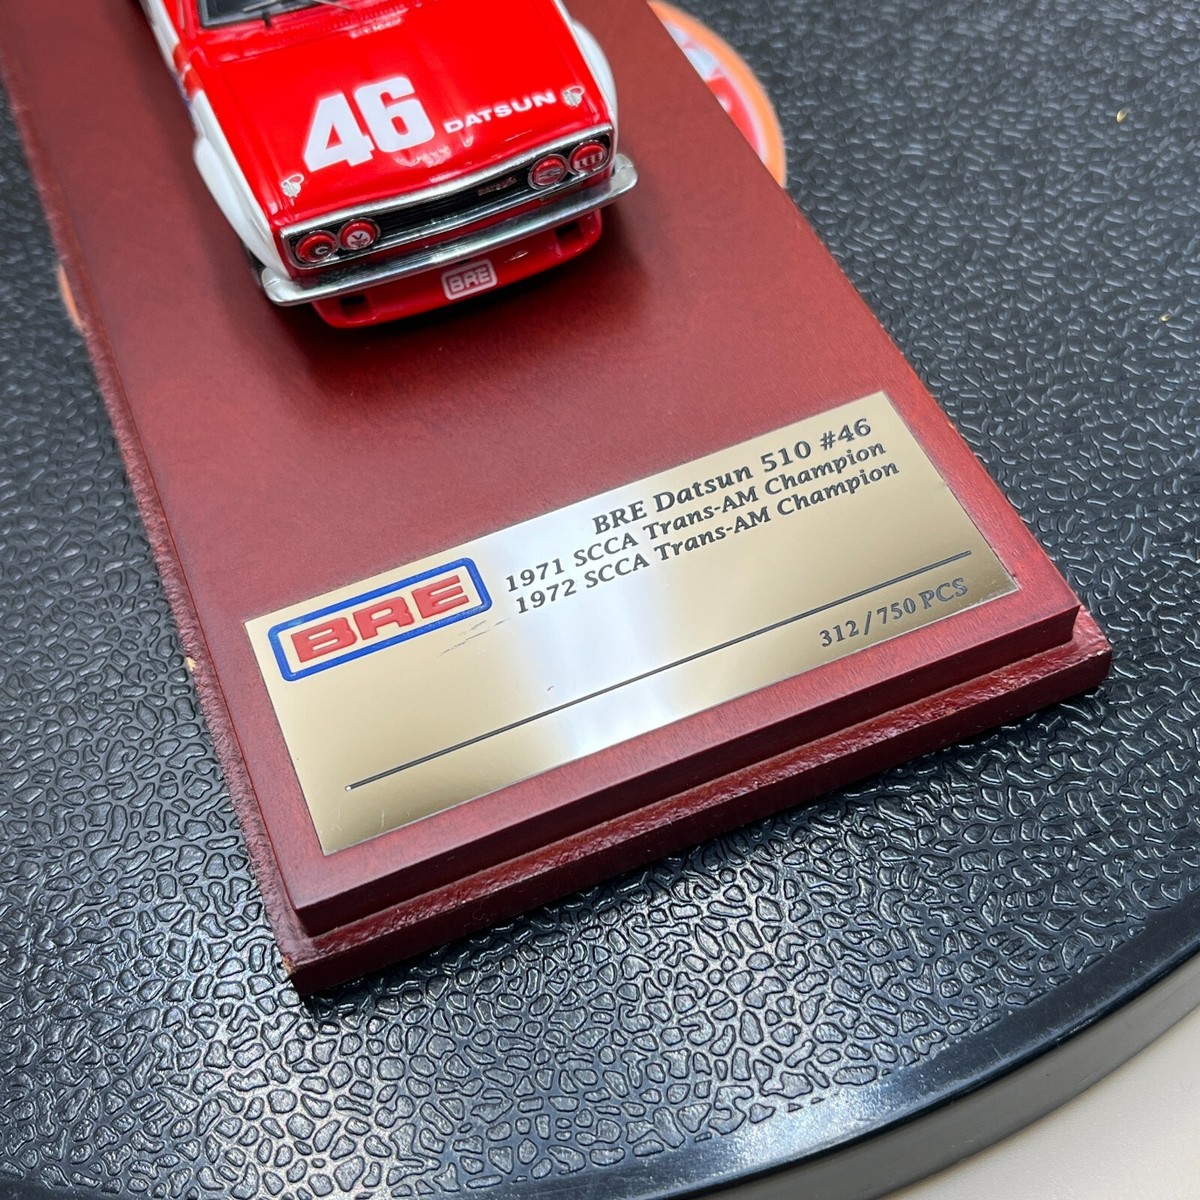 46 DATSUN
DATSUN
BRE
BRE Datsun 510 #46
1971 SCCA Trans-AM Champion
1972 SCCA Trans-AM Champion
BRE
312/750 PCS